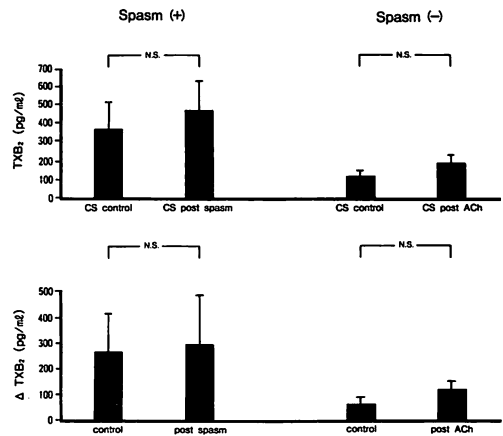 Spasm (+)
Spasm (−)
N.S.
N.S.
TXB₂ (pg/mℓ)
700
600
500
400
300
200
100
0
CS control
CS post spasm
CS control
CS post ACh
N.S.
N.S.
Δ TXB₂ (pg/mℓ)
500
400
300
200
100
0
control
post spasm
control
post ACh